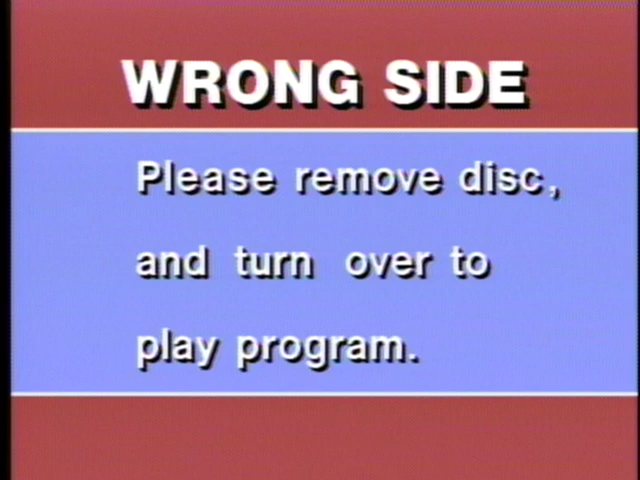 WRONG SIDE
Please remove disc,
and turn over to
play program.